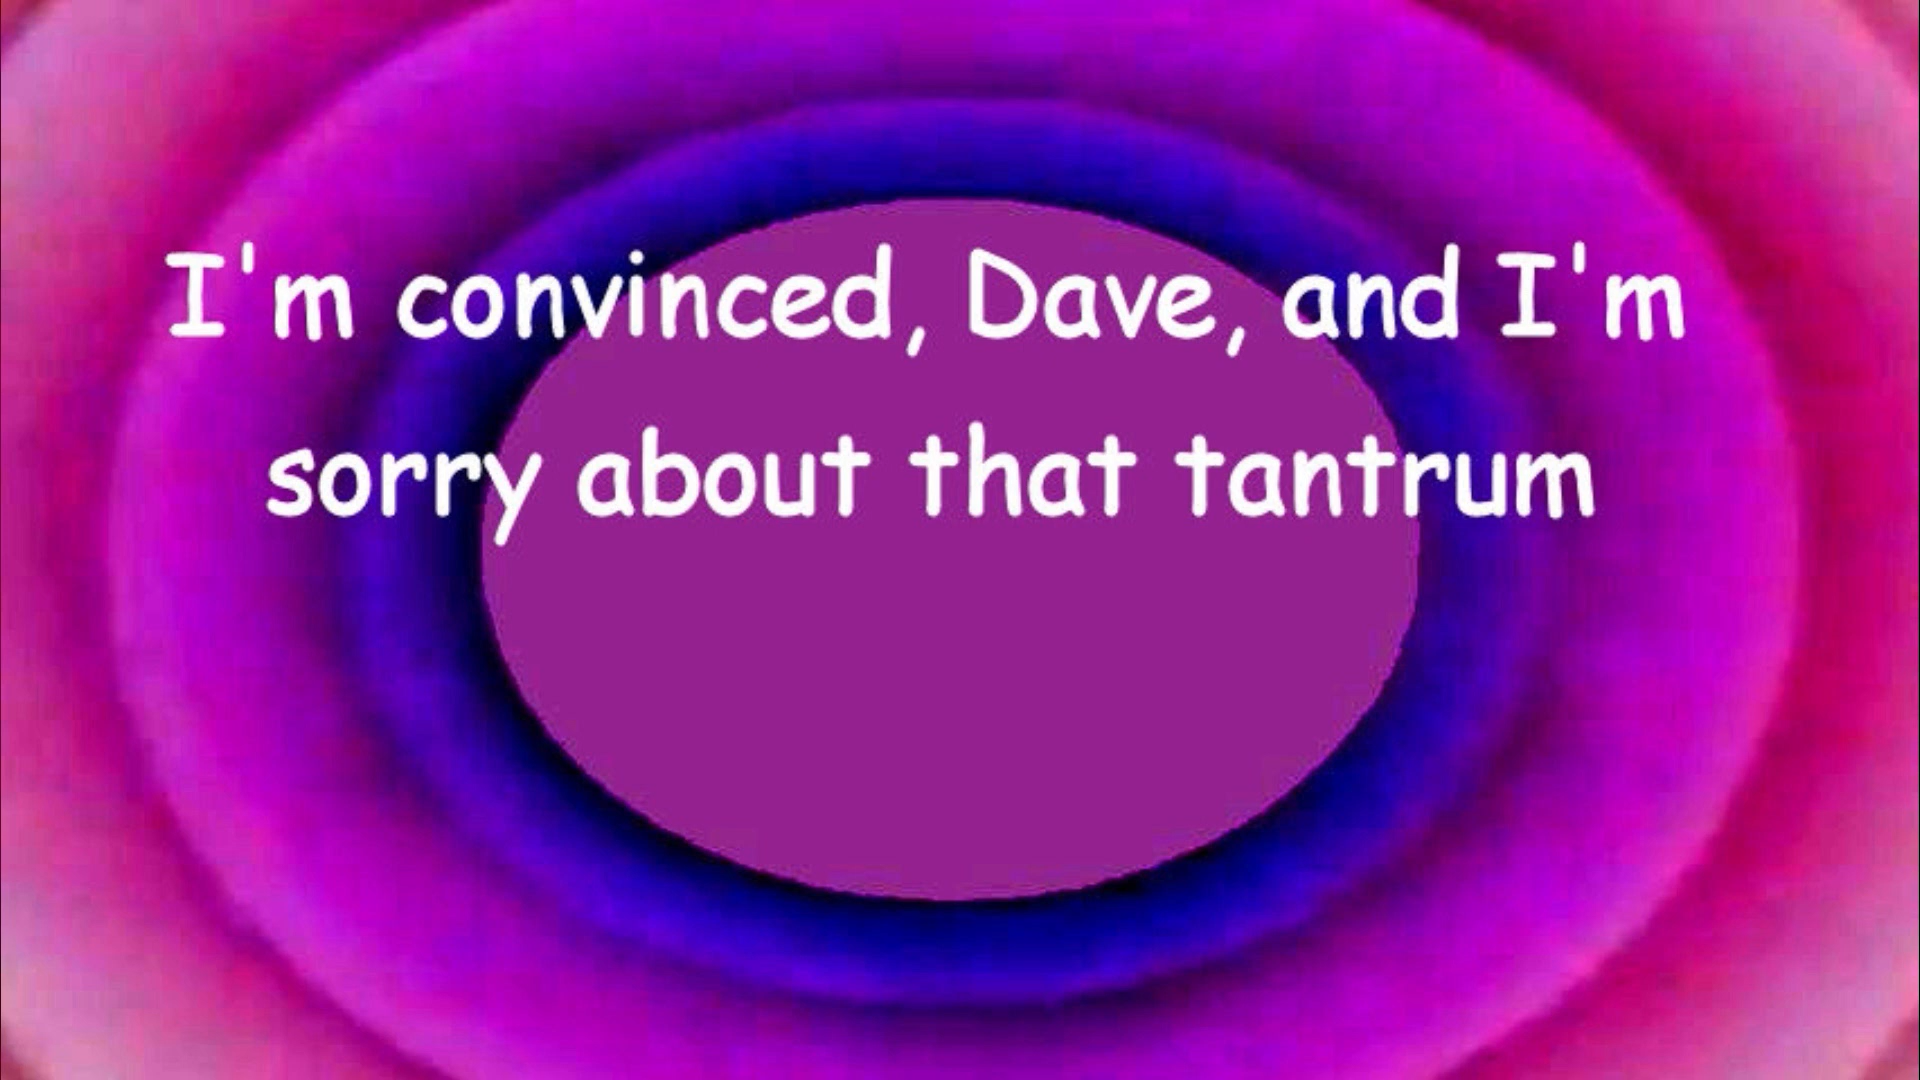 I'm convinced, Dave, and I'm
sorry about that tantrum